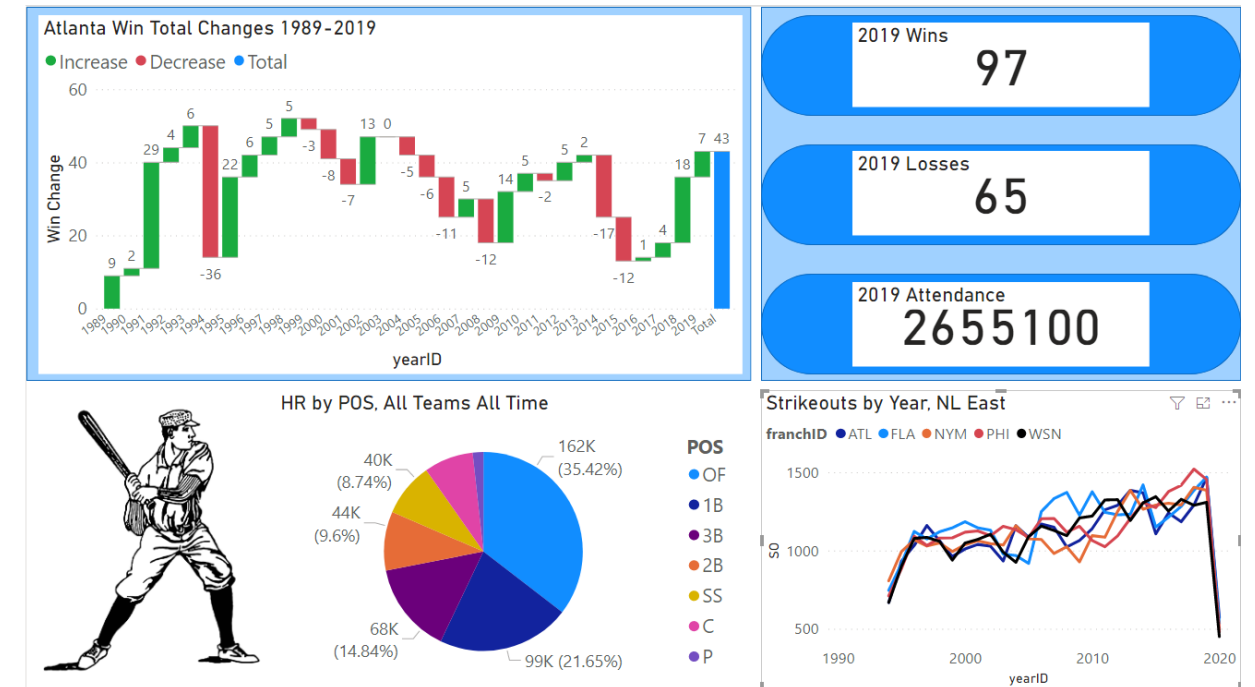 Atlanta Win Total Changes 1989-2019
Increase Decrease Total
Win Change
60
40
20
0
9
2
29
4
6
-36
22
6
5
5
-3
-8
-7
13
0
-5
-6
-11
5
-12
14
5
-2
5
2
-17
-12
1
4
18
7
43
1989 1990 1991 1992 1993 1994 1995 1996 1997 1998 1999 2000 2001 2002 2003 2004 2005 2006 2007 2008 2009 2010 2011 2012 2013 2014 2015 2016 2017 2018 2019 Total
yearID
2019 Wins
97
2019 Losses
65
2019 Attendance
2655100
HR by POS, All Teams All Time
162K
(35.42%)
99K (21.65%)
68K
(14.84%)
44K
(9.6%)
40K
(8.74%)
POS
OF
1B
3B
2B
SS
C
P
Strikeouts by Year, NL East
franchID ATL FLA NYM PHI WSN
SO
1500
1000
500
1990 2000 2010 2020
yearID